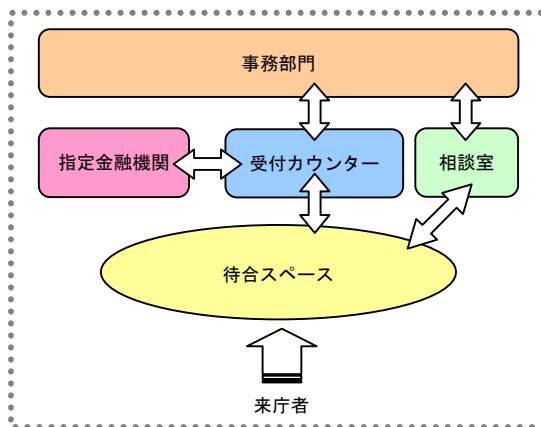 事務部門
指定金融機関
受付カウンター
相談室
待合スペース
来庁者